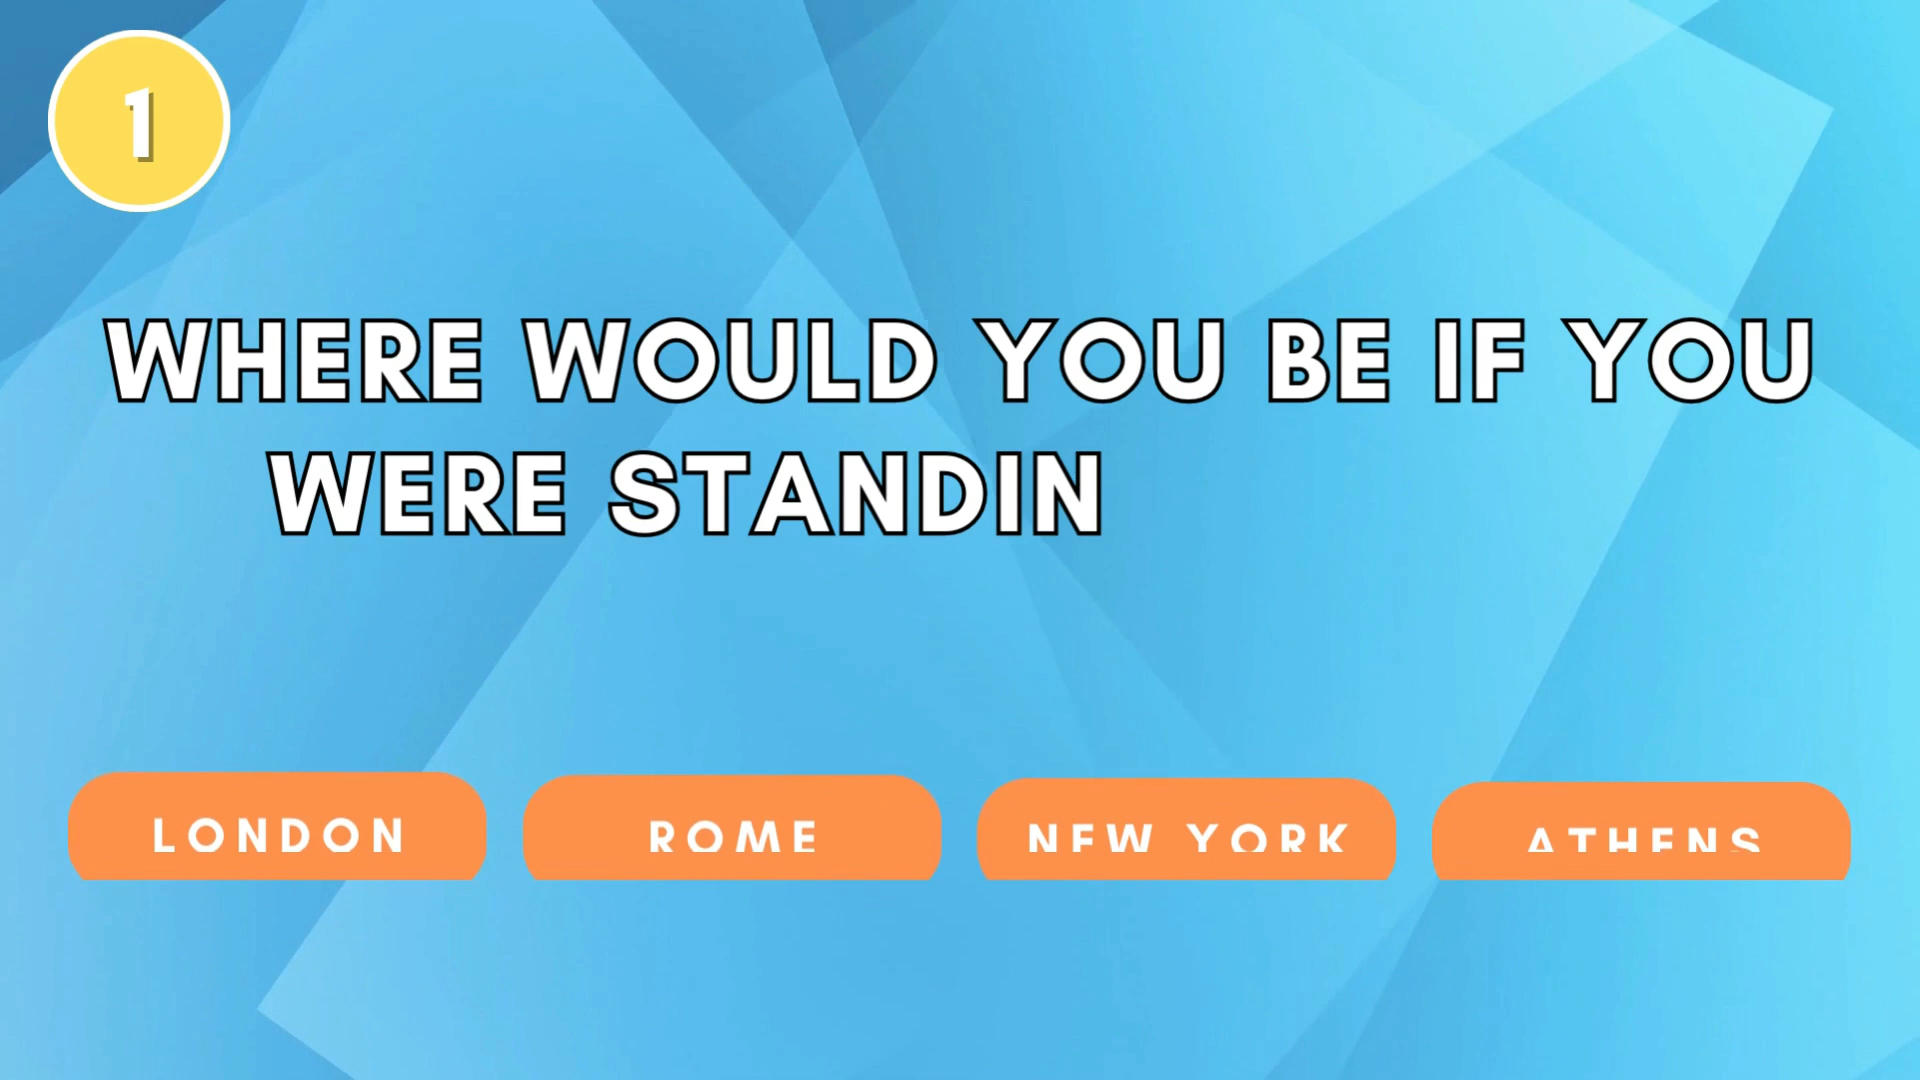 1
WHERE WOULD YOU BE IF YOU
WERE STANDIN
LONDON
ROME
NEW YORK
ATHENS